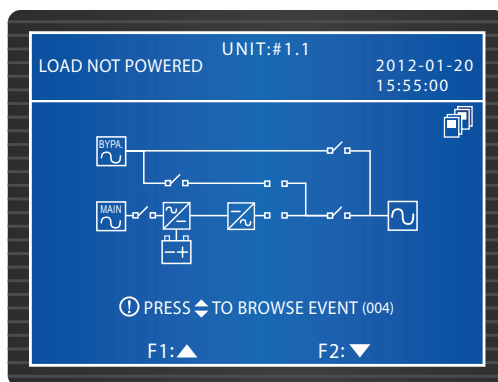 UNIT:#1.1
LOAD NOT POWERED
2012-01-20
15:55:00
BYPA.
MAIN
PRESS TO BROWSE EVENT (004)
F1: F2: